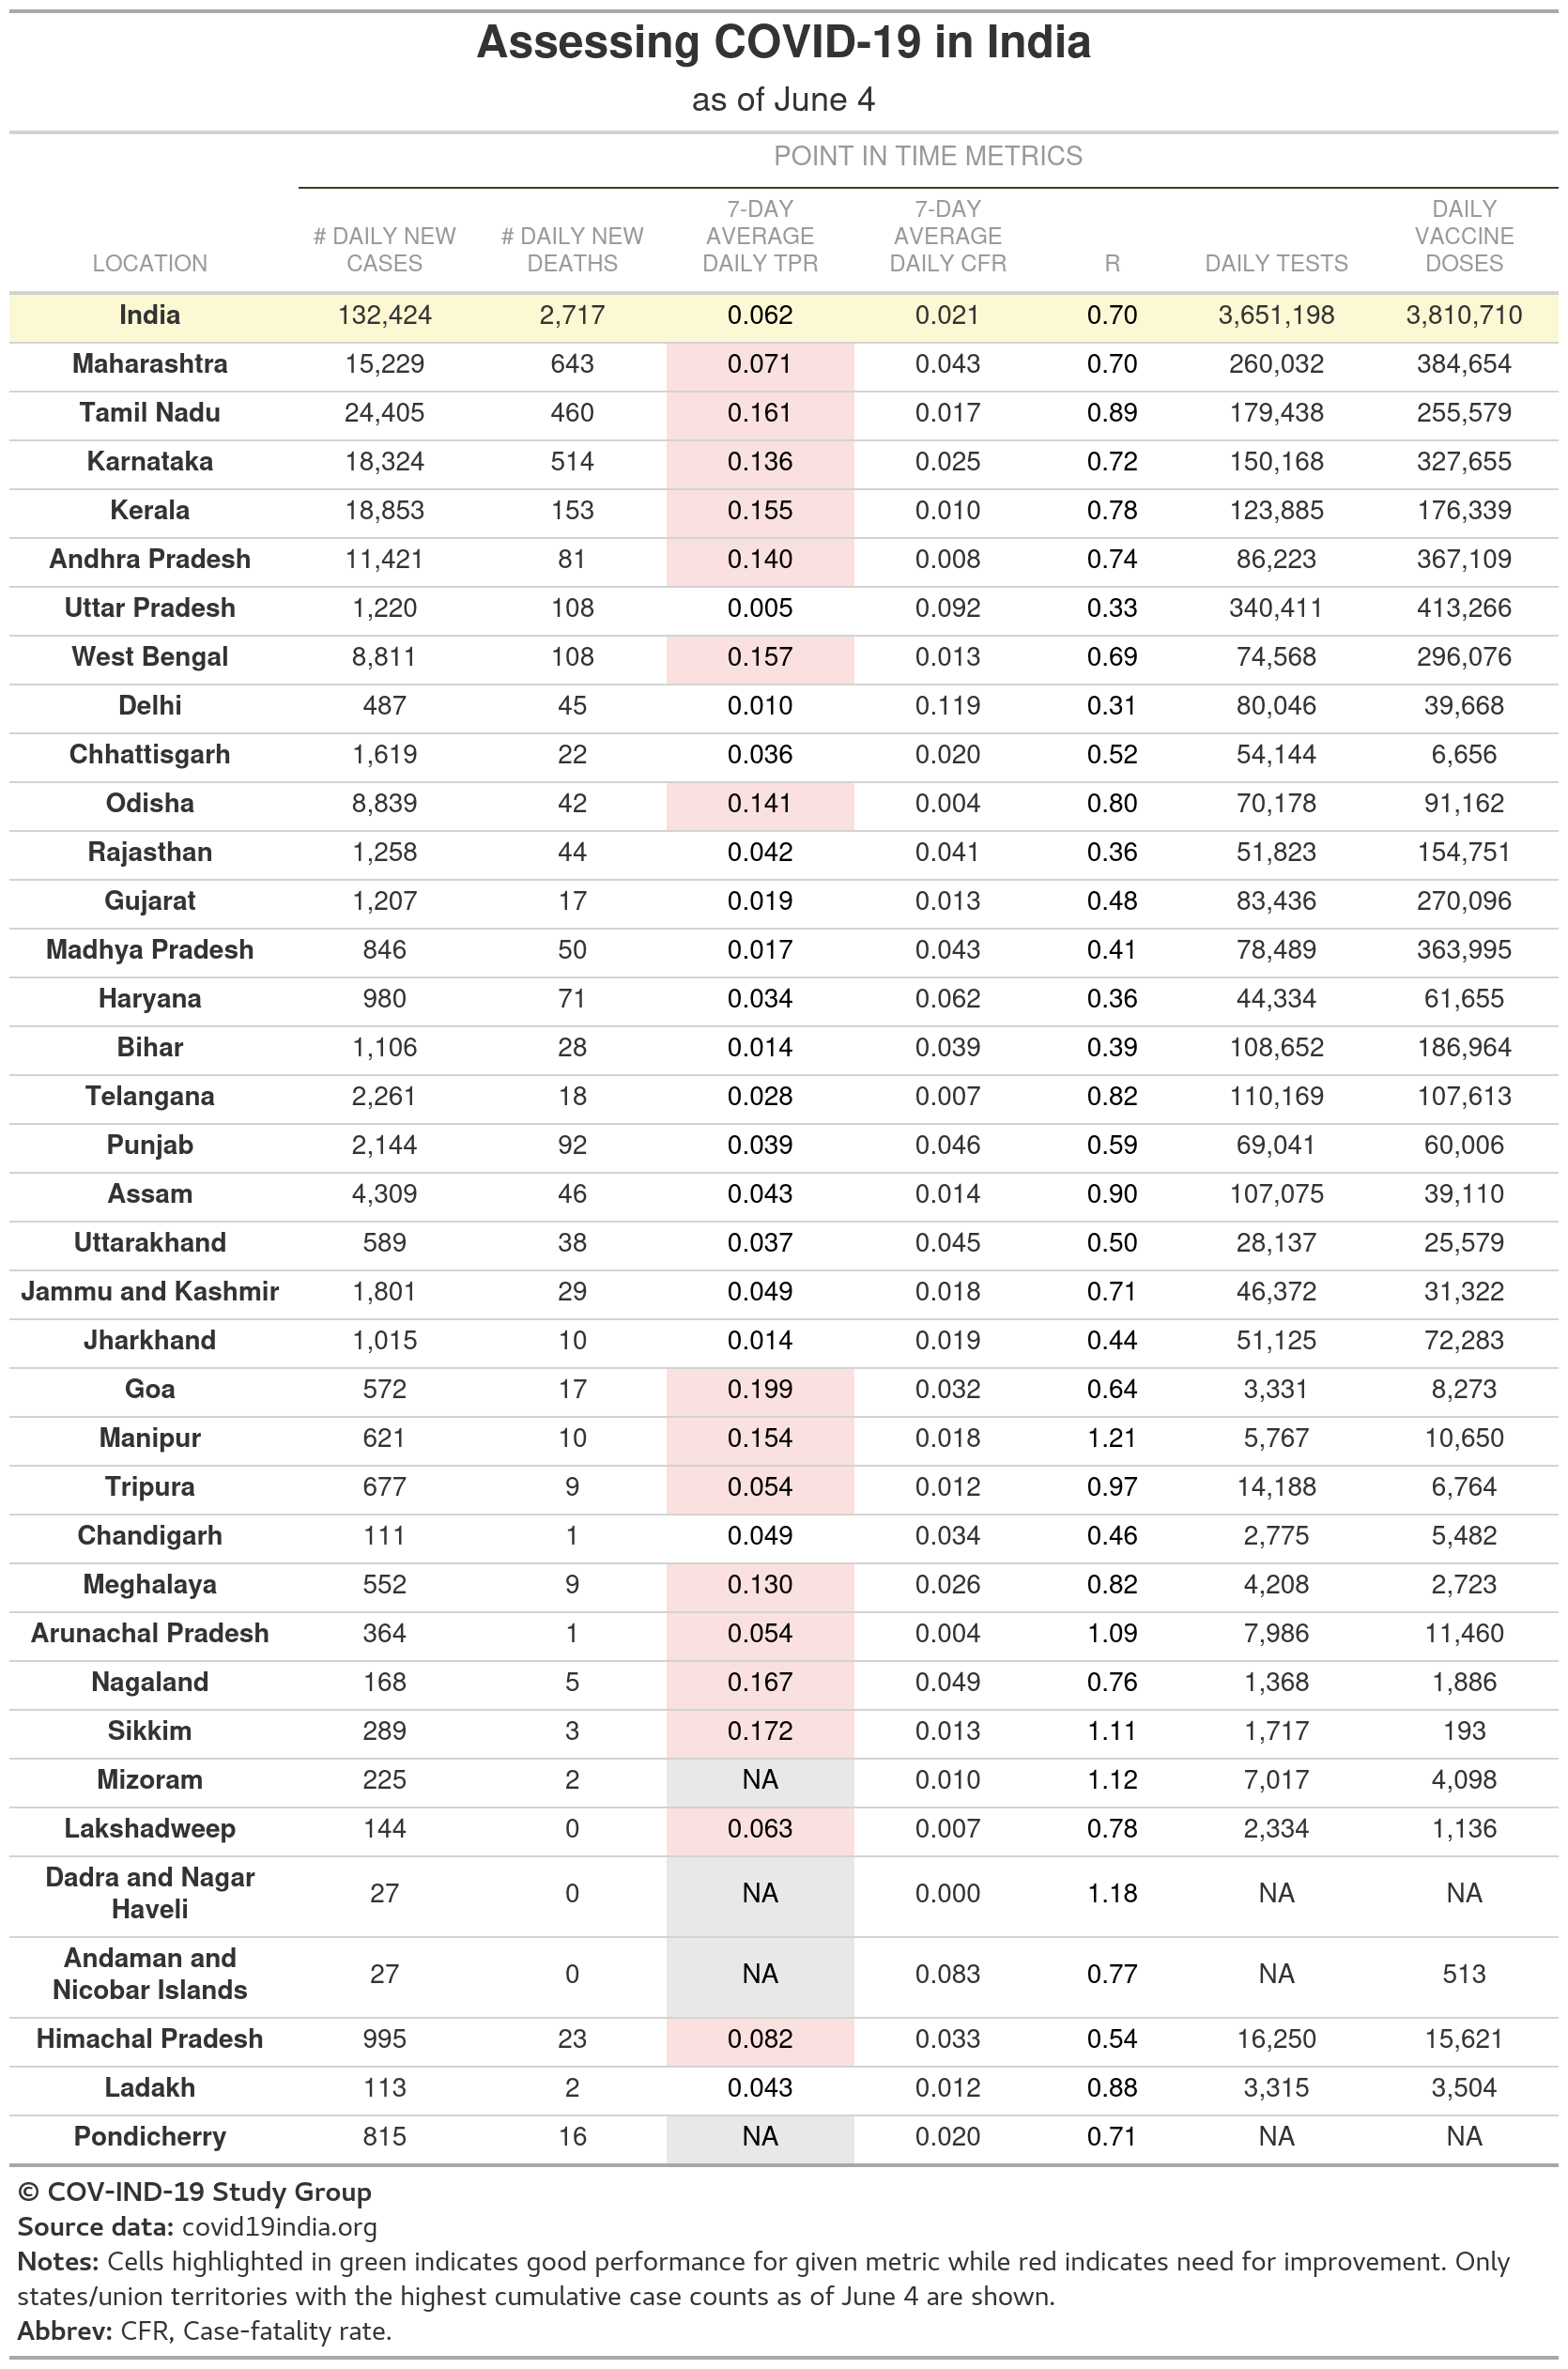 Assessing COVID-19 in India
as of June 4
POINT IN TIME METRICS
LOCATION # DAILY NEW CASES # DAILY NEW DEATHS 7-DAY AVERAGE DAILY TPR 7-DAY AVERAGE DAILY CFR R DAILY TESTS DAILY VACCINE DOSES
India 132,424 2,717 0.062 0.021 0.70 3,651,198 3,810,710
Maharashtra 15,229 643 0.071 0.043 0.70 260,032 384,654
Tamil Nadu 24,405 460 0.161 0.017 0.89 179,438 255,579
Karnataka 18,324 514 0.136 0.025 0.72 150,168 327,655
Kerala 18,853 153 0.155 0.010 0.78 123,885 176,339
Andhra Pradesh 11,421 81 0.140 0.008 0.74 86,223 367,109
Uttar Pradesh 1,220 108 0.005 0.092 0.33 340,411 413,266
West Bengal 8,811 108 0.157 0.013 0.69 74,568 296,076
Delhi 487 45 0.010 0.119 0.31 80,046 39,668
Chhattisgarh 1,619 22 0.036 0.020 0.52 54,144 6,656
Odisha 8,839 42 0.141 0.004 0.80 70,178 91,162
Rajasthan 1,258 44 0.042 0.041 0.36 51,823 154,751
Gujarat 1,207 17 0.019 0.013 0.48 83,436 270,096
Madhya Pradesh 846 50 0.017 0.043 0.41 78,489 363,995
Haryana 980 71 0.034 0.062 0.36 44,334 61,655
Bihar 1,106 28 0.014 0.039 0.39 108,652 186,964
Telangana 2,261 18 0.028 0.007 0.82 110,169 107,613
Punjab 2,144 92 0.039 0.046 0.59 69,041 60,006
Assam 4,309 46 0.043 0.014 0.90 107,075 39,110
Uttarakhand 589 38 0.037 0.045 0.50 28,137 25,579
Jammu and Kashmir 1,801 29 0.049 0.018 0.71 46,372 31,322
Jharkhand 1,015 10 0.014 0.019 0.44 51,125 72,283
Goa 572 17 0.199 0.032 0.64 3,331 8,273
Manipur 621 10 0.154 0.018 1.21 5,767 10,650
Tripura 677 9 0.054 0.012 0.97 14,188 6,764
Chandigarh 111 1 0.049 0.034 0.46 2,775 5,482
Meghalaya 552 9 0.130 0.026 0.82 4,208 2,723
Arunachal Pradesh 364 1 0.054 0.004 1.09 7,986 11,460
Nagaland 168 5 0.167 0.049 0.76 1,368 1,886
Sikkim 289 3 0.172 0.013 1.11 1,717 193
Mizoram 225 2 NA 0.010 1.12 7,017 4,098
Lakshadweep 144 0 0.063 0.007 0.78 2,334 1,136
Dadra and Nagar Haveli 27 0 NA 0.000 1.18 NA NA
Andaman and Nicobar Islands 27 0 NA 0.083 0.77 NA 513
Himachal Pradesh 995 23 0.082 0.033 0.54 16,250 15,621
Ladakh 113 2 0.043 0.012 0.88 3,315 3,504
Pondicherry 815 16 NA 0.020 0.71 NA NA
© COV-IND-19 Study Group
Source data: covid19india.org
Notes: Cells highlighted in green indicates good performance for given metric while red indicates need for improvement. Only
states/union territories with the highest cumulative case counts as of June 4 are shown.
Abbrev: CFR, Case-fatality rate.